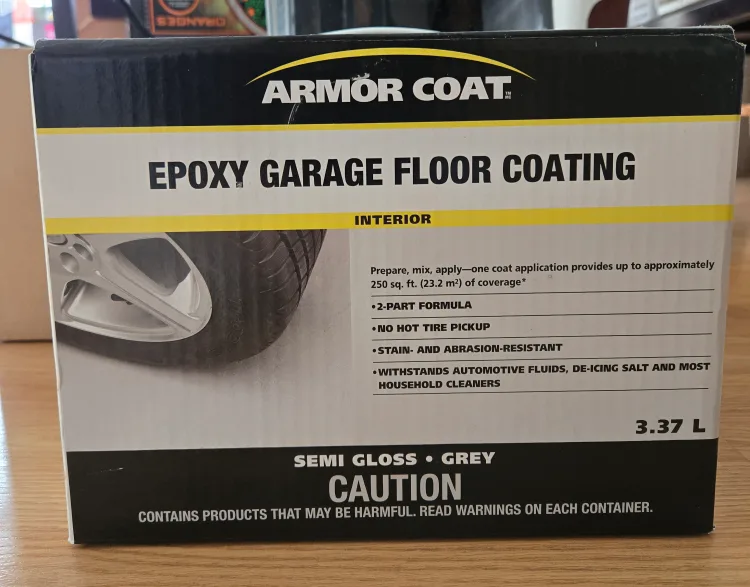 ORANGES
ARMOR COAT™
EPOXY GARAGE FLOOR COATING
INTERIOR
Prepare, mix, apply—one coat application provides up to approximately
250 sq. ft. (23.2 m²) of coverage*
•2-PART FORMULA
•NO HOT TIRE PICKUP
•STAIN- AND ABRASION-RESISTANT
•WITHSTANDS AUTOMOTIVE FLUIDS, DE-ICING SALT AND MOST
HOUSEHOLD CLEANERS
3.37 L
SEMI GLOSS • GREY
CAUTION
CONTAINS PRODUCTS THAT MAY BE HARMFUL. READ WARNINGS ON EACH CONTAINER.